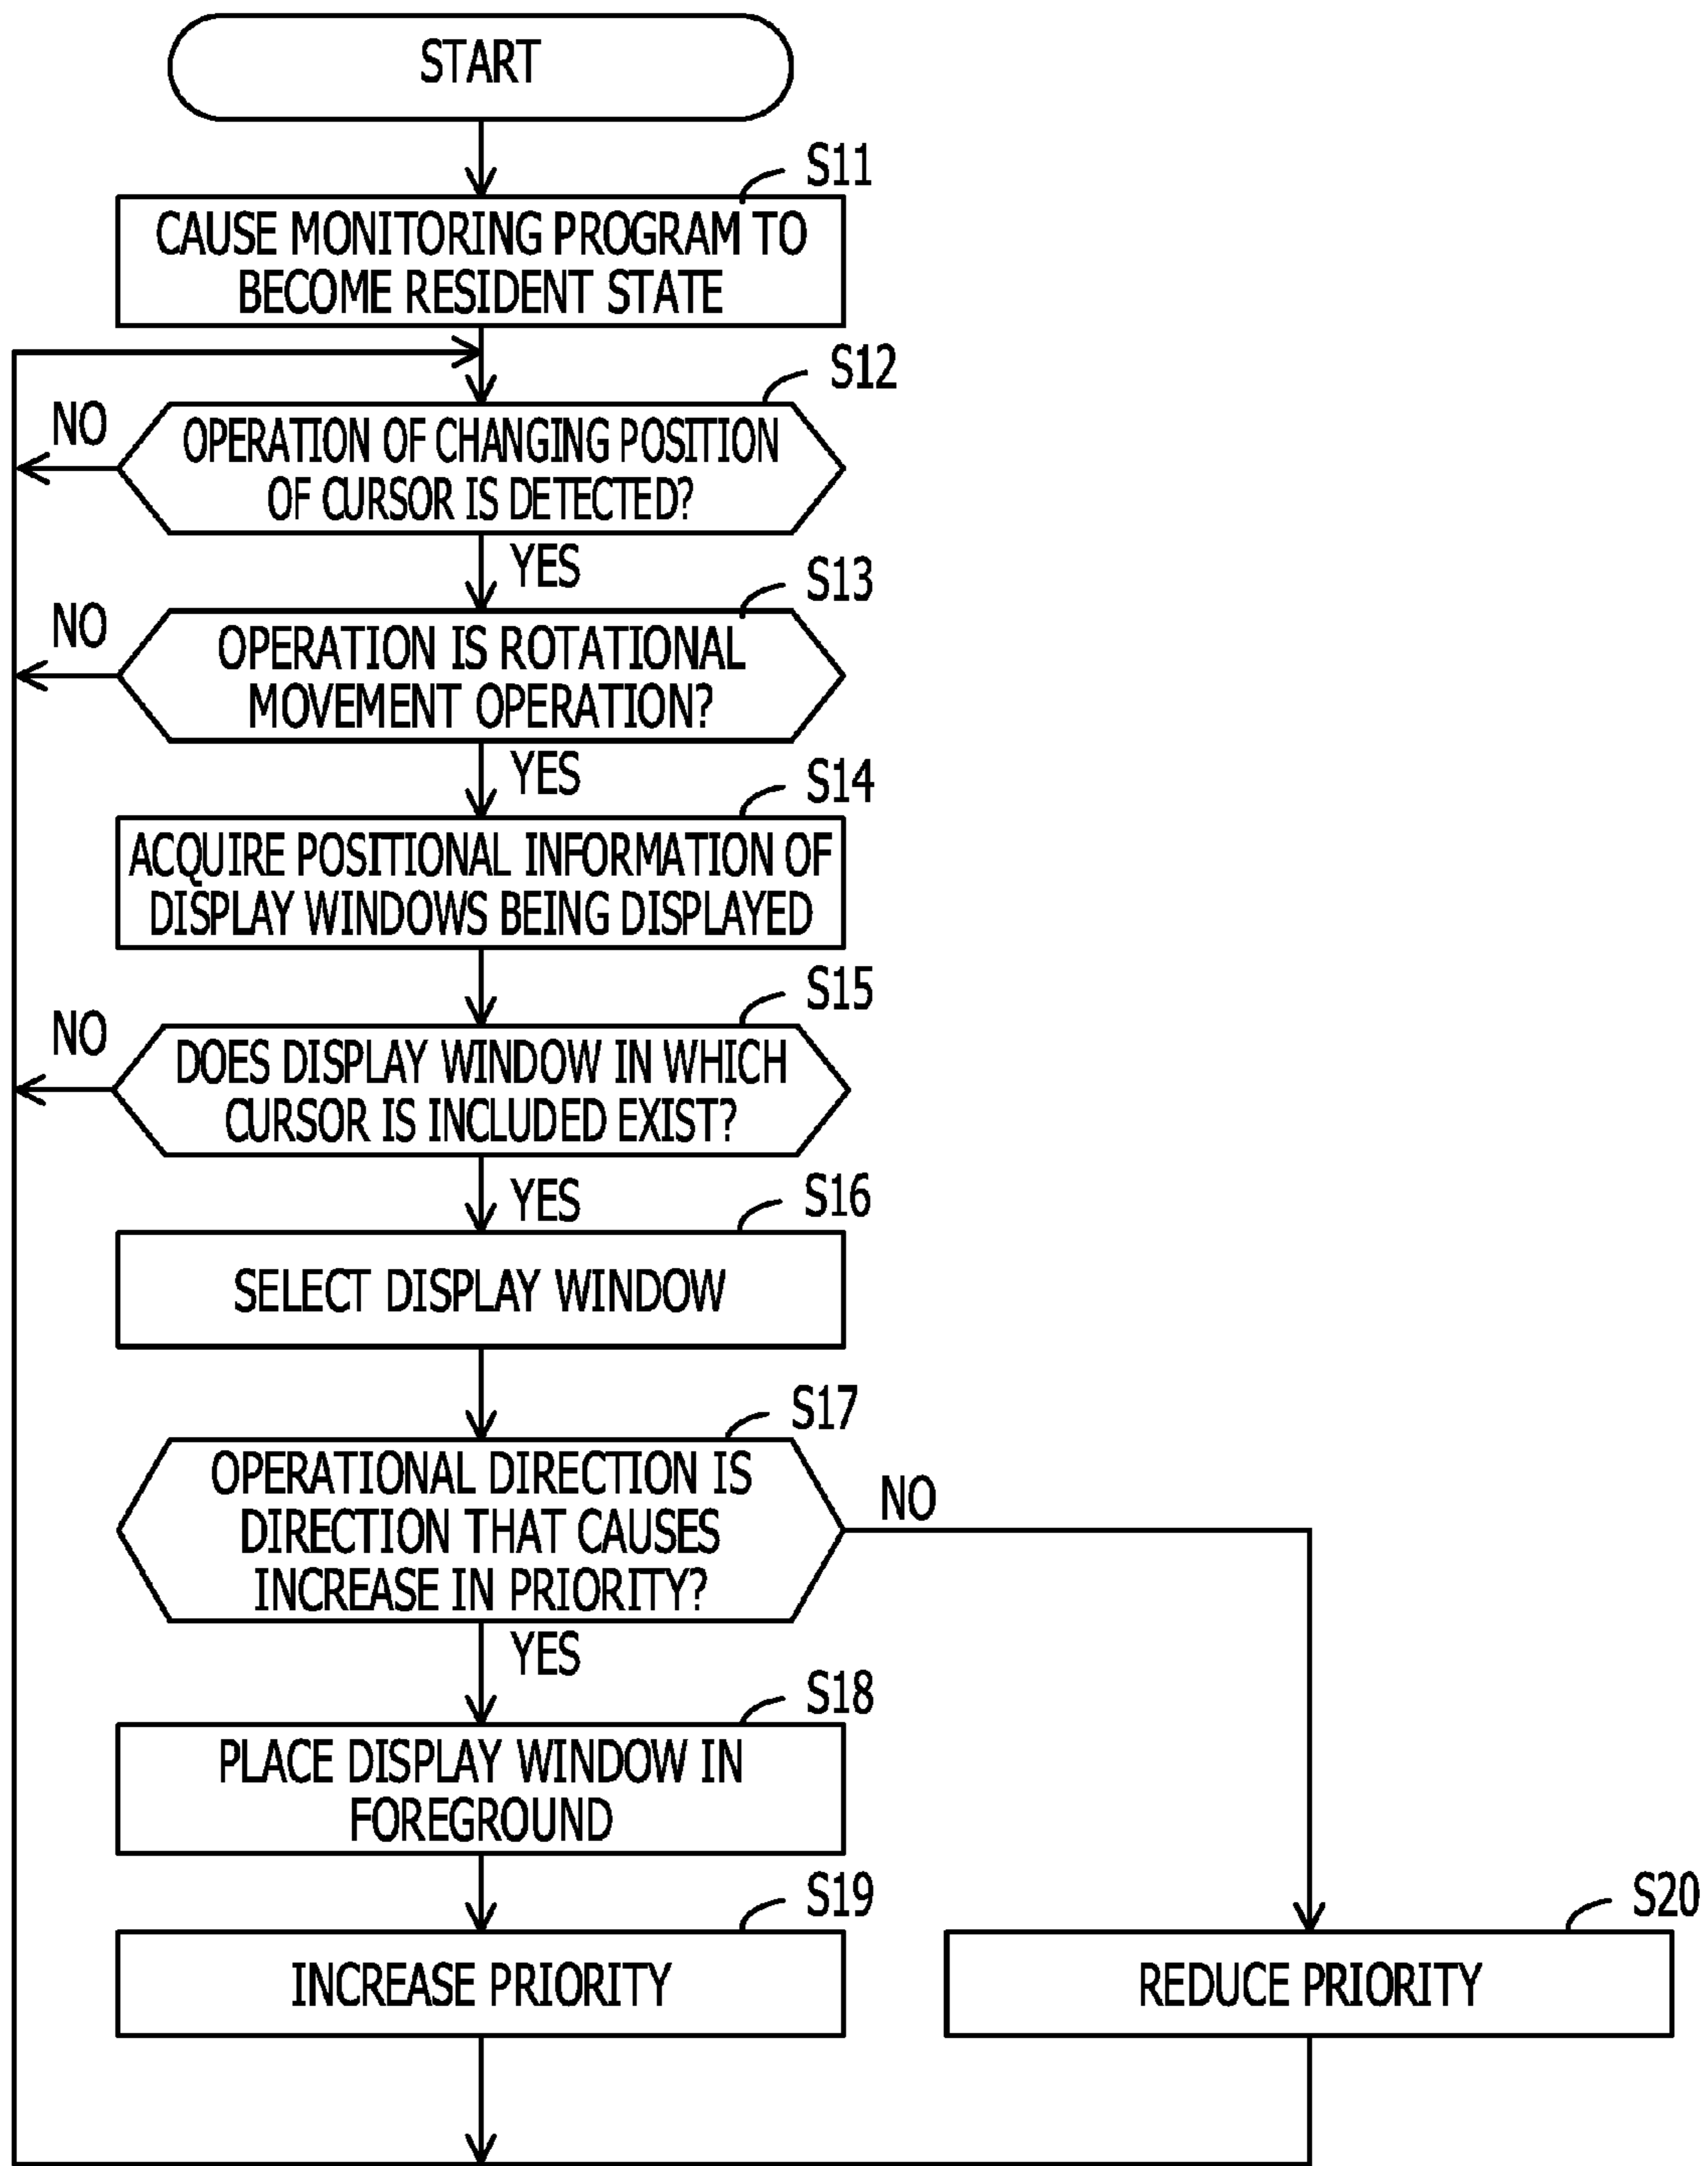 START
S11
CAUSE MONITORING PROGRAM TO
BECOME RESIDENT STATE
S12
NO
OPERATION OF CHANGING POSITION
OF CURSOR IS DETECTED?
YES
S13
NO
OPERATION IS ROTATIONAL
MOVEMENT OPERATION?
YES
S14
ACQUIRE POSITIONAL INFORMATION OF
DISPLAY WINDOWS BEING DISPLAYED
S15
NO
DOES DISPLAY WINDOW IN WHICH
CURSOR IS INCLUDED EXIST?
YES
S16
SELECT DISPLAY WINDOW
S17
OPERATIONAL DIRECTION IS
DIRECTION THAT CAUSES
INCREASE IN PRIORITY?
NO
YES
S18
PLACE DISPLAY WINDOW IN
FOREGROUND
S19
INCREASE PRIORITY
S20
REDUCE PRIORITY